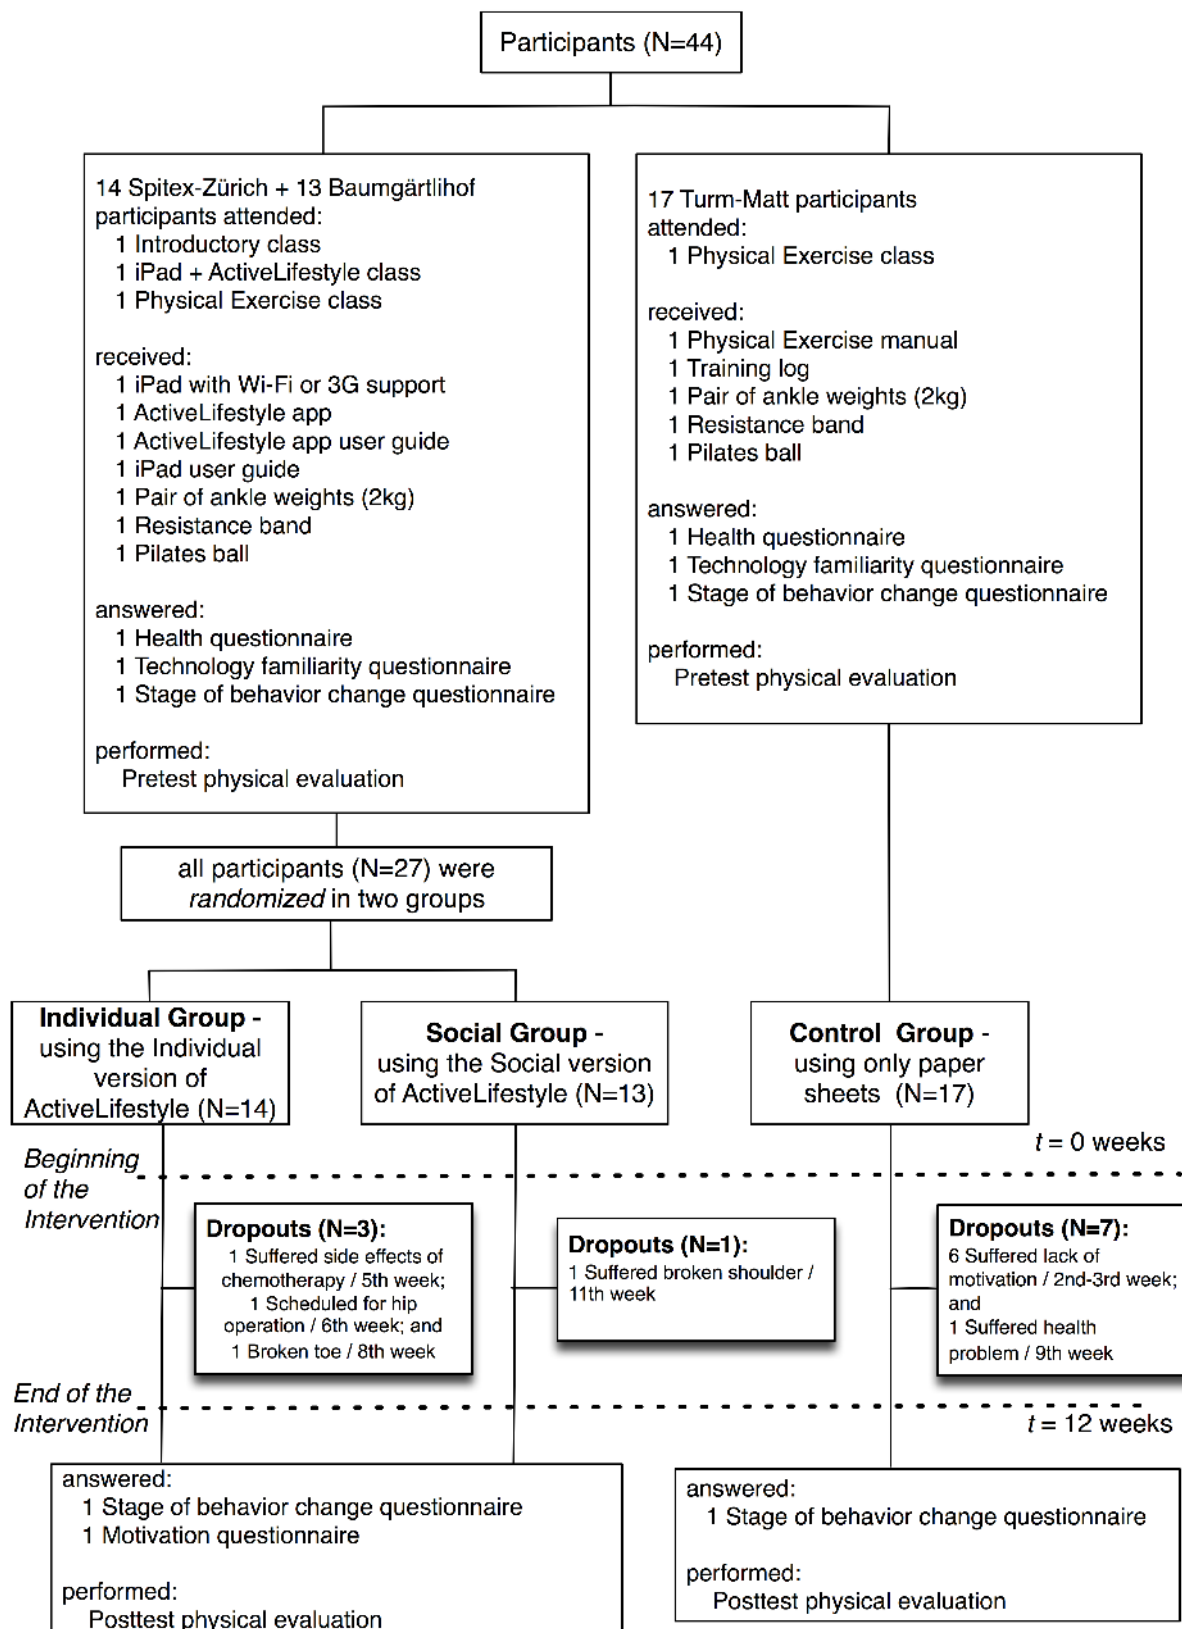 Participants (N=44)
14 Spitex-Zürich + 13 Baumgärtlihof
participants attended:
1 Introductory class
1 iPad + ActiveLifestyle class
1 Physical Exercise class
received:
1 iPad with Wi-Fi or 3G support
1 ActiveLifestyle app
1 ActiveLifestyle app user guide
1 iPad user guide
1 Pair of ankle weights (2kg)
1 Resistance band
1 Pilates ball
answered:
1 Health questionnaire
1 Technology familiarity questionnaire
1 Stage of behavior change questionnaire
performed:
Pretest physical evaluation
17 Turm-Matt participants
attended:
1 Physical Exercise class
received:
1 Physical Exercise manual
1 Training log
1 Pair of ankle weights (2kg)
1 Resistance band
1 Pilates ball
answered:
1 Health questionnaire
1 Technology familiarity questionnaire
1 Stage of behavior change questionnaire
performed:
Pretest physical evaluation
all participants (N=27) were
randomized in two groups
Individual Group -
using the Individual
version of
ActiveLifestyle (N=14)
Social Group -
using the Social version
of ActiveLifestyle (N=13)
Control Group -
using only paper
sheets (N=17)
t = 0 weeks
Beginning
of the
Intervention
Dropouts (N=3):
1 Suffered side effects of
chemotherapy / 5th week;
1 Scheduled for hip
operation / 6th week; and
1 Broken toe / 8th week
Dropouts (N=1):
1 Suffered broken shoulder /
11th week
Dropouts (N=7):
6 Suffered lack of
motivation / 2nd-3rd week;
and
1 Suffered health
problem / 9th week
End of the
Intervention
t = 12 weeks
answered:
1 Stage of behavior change questionnaire
1 Motivation questionnaire
performed:
Posttest physical evaluation
answered:
1 Stage of behavior change questionnaire
performed:
Posttest physical evaluation